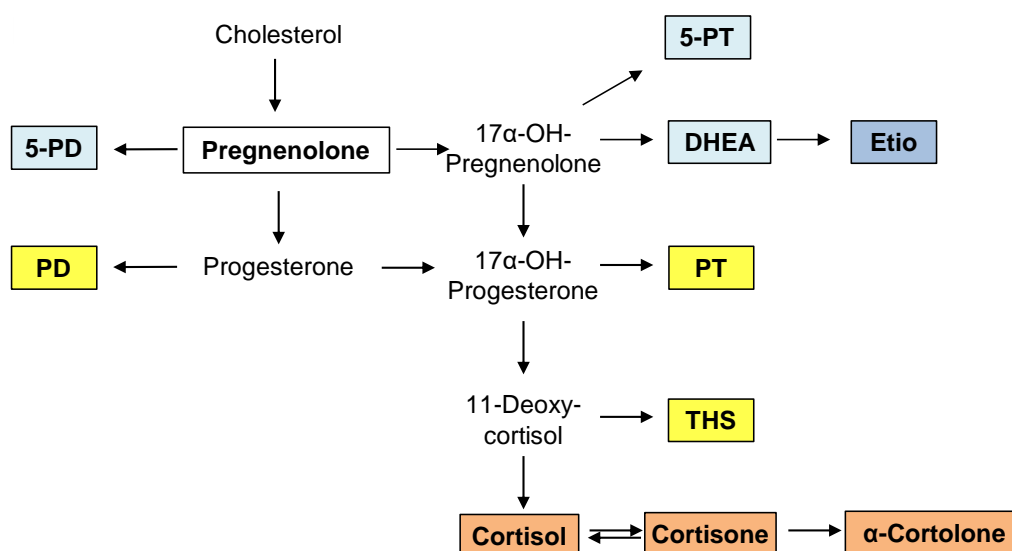 Cholesterol
5-PT
5-PD
Pregnenolone
17α-OH-
Pregnenolone
DHEA
Etio
PD
Progesterone
17α-OH-
Progesterone
PT
11-Deoxy-
cortisol
THS
Cortisol
Cortisone
α-Cortolone